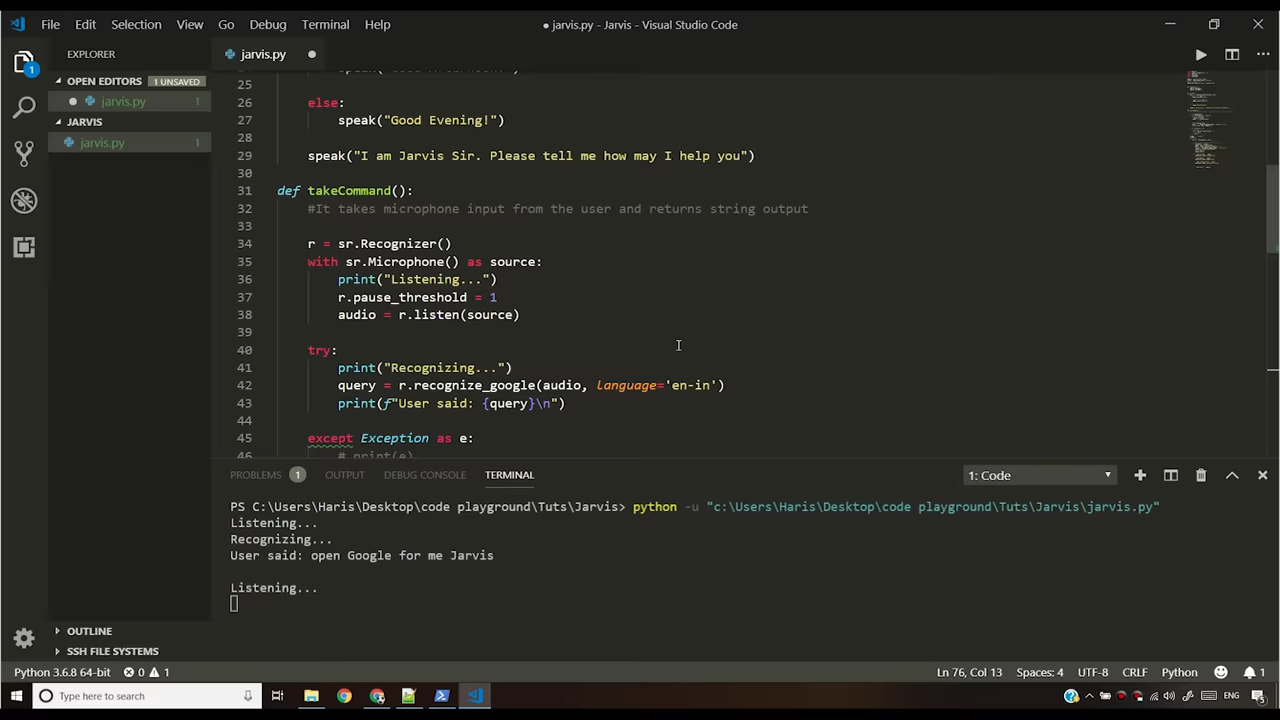 File Edit Selection View Go Debug Terminal Help
● jarvis.py - Jarvis - Visual Studio Code
EXPLORER
jarvis.py
OPEN EDITORS 1 UNSAVED
jarvis.py 1
JARVIS
jarvis.py 1
25
26 else:
27 speak("Good Evening!")
28
29 speak("I am Jarvis Sir. Please tell me how may I help you")
30
31 def takeCommand():
32 #It takes microphone input from the user and returns string output
33
34 r = sr.Recognizer()
35 with sr.Microphone() as source:
36 print("Listening...")
37 r.pause_threshold = 1
38 audio = r.listen(source)
39
40 try:
41 print("Recognizing...")
42 query = r.recognize_google(audio, language='en-in')
43 print(f"User said: {query}\n")
44
45 except Exception as e:
46 # print(e)
PROBLEMS 1 OUTPUT DEBUG CONSOLE TERMINAL
1: Code
PS C:\Users\Haris\Desktop\code playground\Tuts\Jarvis> python -u "c:\Users\Haris\Desktop\code playground\Tuts\Jarvis\jarvis.py"
Listening...
Recognizing...
User said: open Google for me Jarvis
Listening...
OUTLINE
SSH FILE SYSTEMS
Python 3.6.8 64-bit 0 1
Ln 76, Col 13 Spaces: 4 UTF-8 CRLF Python 1
Type here to search
ENG